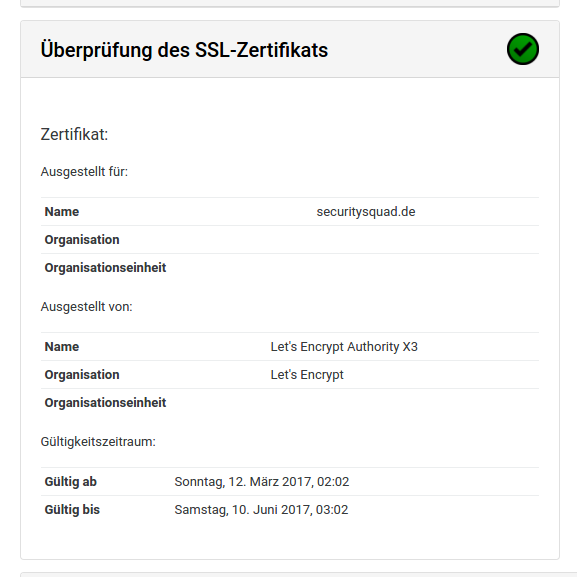 Überprüfung des SSL-Zertifikats
Zertifikat:
Ausgestellt für:
Name securitysquad.de
Organisation
Organisationseinheit
Ausgestellt von:
Name Let's Encrypt Authority X3
Organisation Let's Encrypt
Organisationseinheit
Gültigkeitszeitraum:
Gültig ab Sonntag, 12. März 2017, 02:02
Gültig bis Samstag, 10. Juni 2017, 03:02